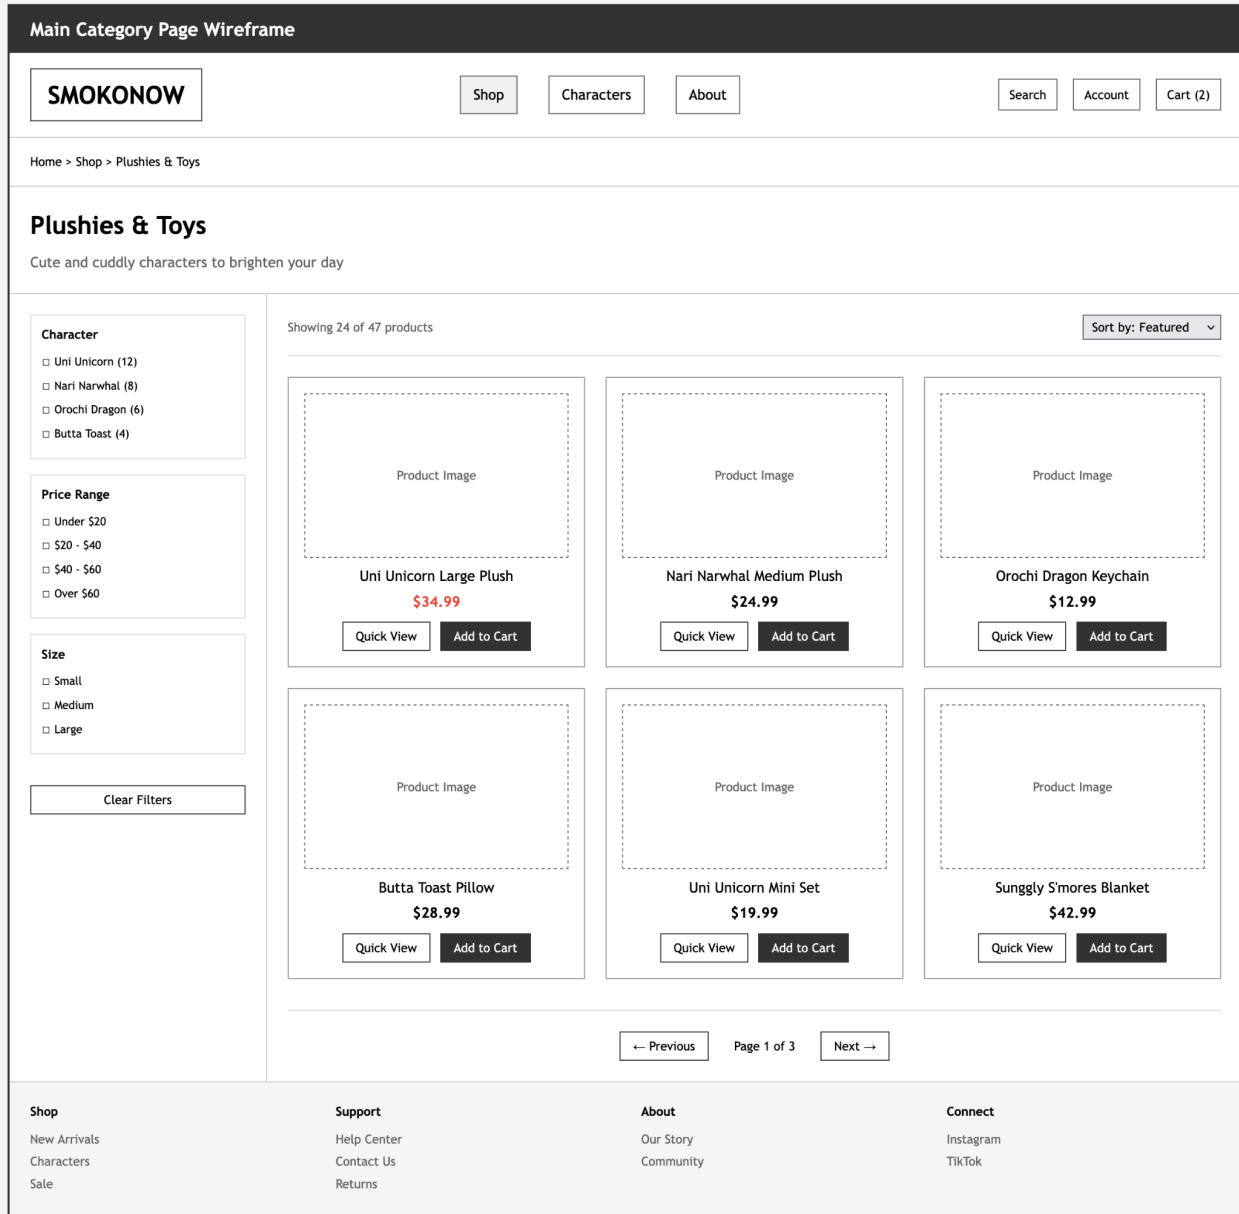 Main Category Page Wireframe
SMOKONOW
Shop
Characters
About
Search
Account
Cart (2)
Home > Shop > Plushies & Toys
Plushies & Toys
Cute and cuddly characters to brighten your day
Character
Uni Unicorn (12)
Nari Narwhal (8)
Orochi Dragon (6)
Butta Toast (4)
Price Range
Under $20
$20 - $40
$40 - $60
Over $60
Size
Small
Medium
Large
Clear Filters
Showing 24 of 47 products
Sort by: Featured
Product Image
Uni Unicorn Large Plush
$34.99
Quick View
Add to Cart
Product Image
Nari Narwhal Medium Plush
$24.99
Quick View
Add to Cart
Product Image
Orochi Dragon Keychain
$12.99
Quick View
Add to Cart
Product Image
Butta Toast Pillow
$28.99
Quick View
Add to Cart
Product Image
Uni Unicorn Mini Set
$19.99
Quick View
Add to Cart
Product Image
Sunggly S'mores Blanket
$42.99
Quick View
Add to Cart
← Previous
Page 1 of 3
Next →
Shop
New Arrivals
Characters
Sale
Support
Help Center
Contact Us
Returns
About
Our Story
Community
Connect
Instagram
TikTok